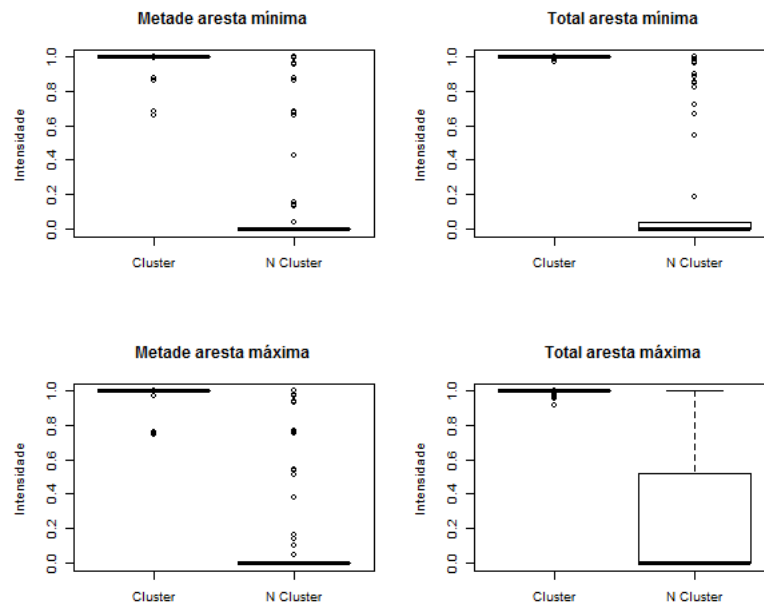 Metade aresta mínima
Intensidade
1.0
0.8
0.6
0.4
0.2
0.0
Cluster N Cluster
Total aresta mínima
Intensidade
1.0
0.8
0.6
0.4
0.2
0.0
Cluster N Cluster
Metade aresta máxima
Intensidade
1.0
0.8
0.6
0.4
0.2
0.0
Cluster N Cluster
Total aresta máxima
Intensidade
1.0
0.8
0.6
0.4
0.2
0.0
Cluster N Cluster